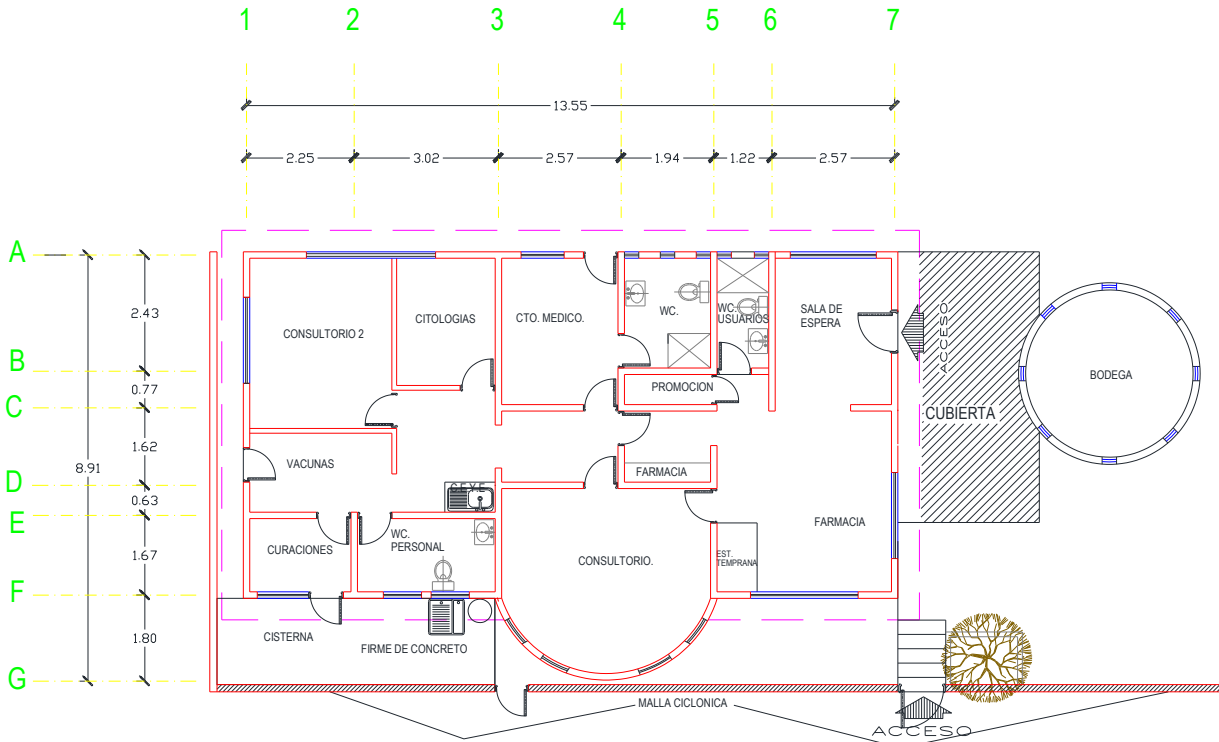 1 2 3 4 5 6 7
13.55
2.25 3.02 2.57 1.94 1.22 2.57
A
B
C
D
E
F
G
8.91
2.43
0.77
1.62
0.63
1.67
1.80
CONSULTORIO 2
CITOLOGIAS
CTO. MEDICO.
WC.
WC.
USUARIOS
SALA DE
ESPERA
ACCESO
BODEGA
PROMOCION
CUBIERTA
VACUNAS
FARMACIA
C.E.Y.E.
CURACIONES
WC.
PERSONAL
CONSULTORIO.
EST.
TEMPRANA
FARMACIA
CISTERNA
FIRME DE CONCRETO
MALLA CICLONICA
ACCESO